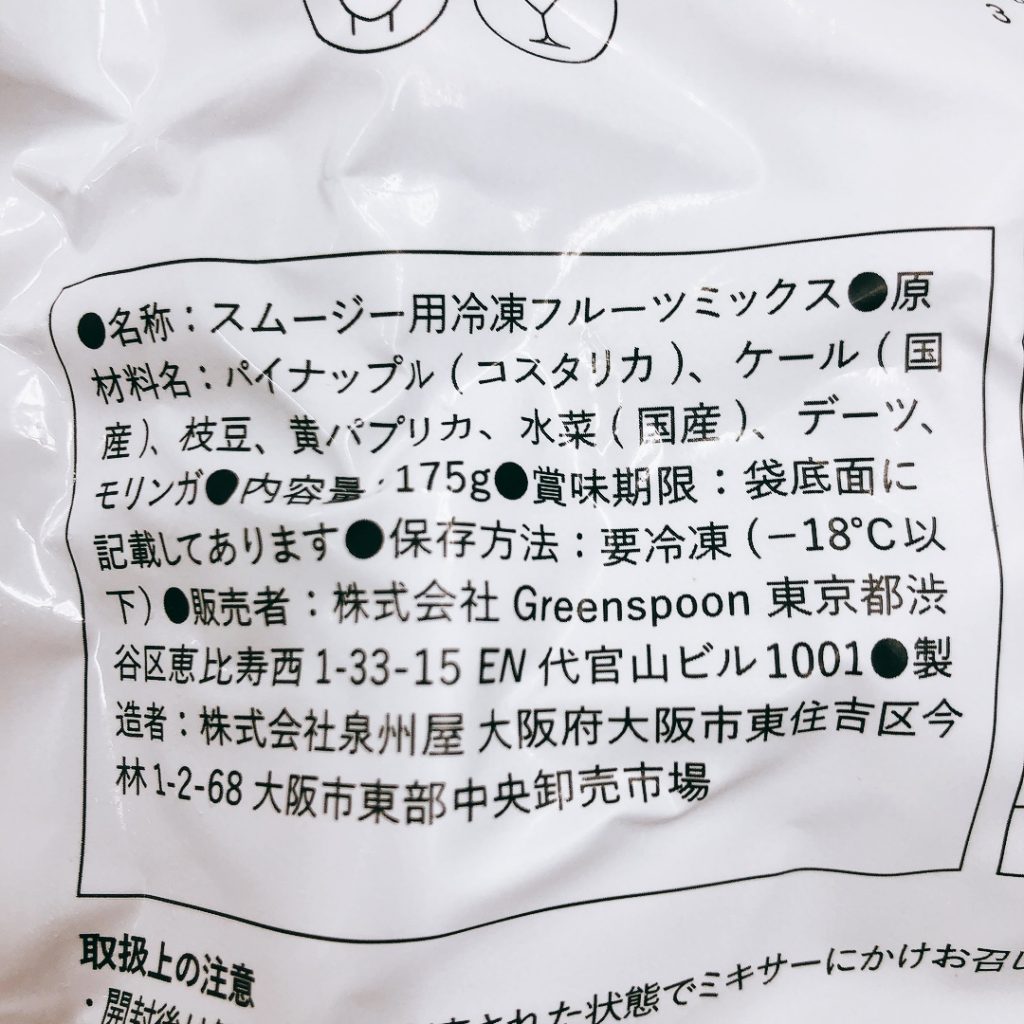 ●名称：スムージー用冷凍フルーツミックス●原
材料名：パイナップル（コスタリカ）、ケール（国
産）、枝豆、黄パプリカ、水菜（国産）、デーツ、
モリンガ●内容量：175g●賞味期限：袋底面に
記載してあります●保存方法：要冷凍（−18℃以
下）●販売者：株式会社 Greenspoon 東京都渋
谷区恵比寿西 1-33-15 EN 代官山ビル 1001●製
造者：株式会社泉州屋 大阪府大阪市東住吉区今
林 1-2-68 大阪市東部中央卸売市場
取扱上の注意
された状態でミキサーにかけお召し
・開封後は